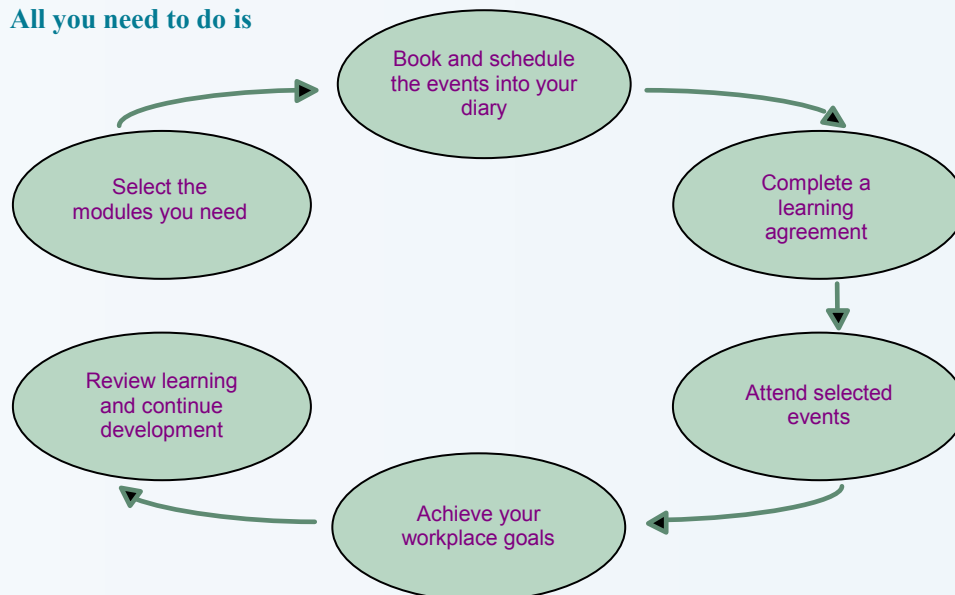 All you need to do is
Book and schedule
the events into your
diary
Select the
modules you need
Complete a
learning
agreement
Review learning
and continue
development
Attend selected
events
Achieve your
workplace goals